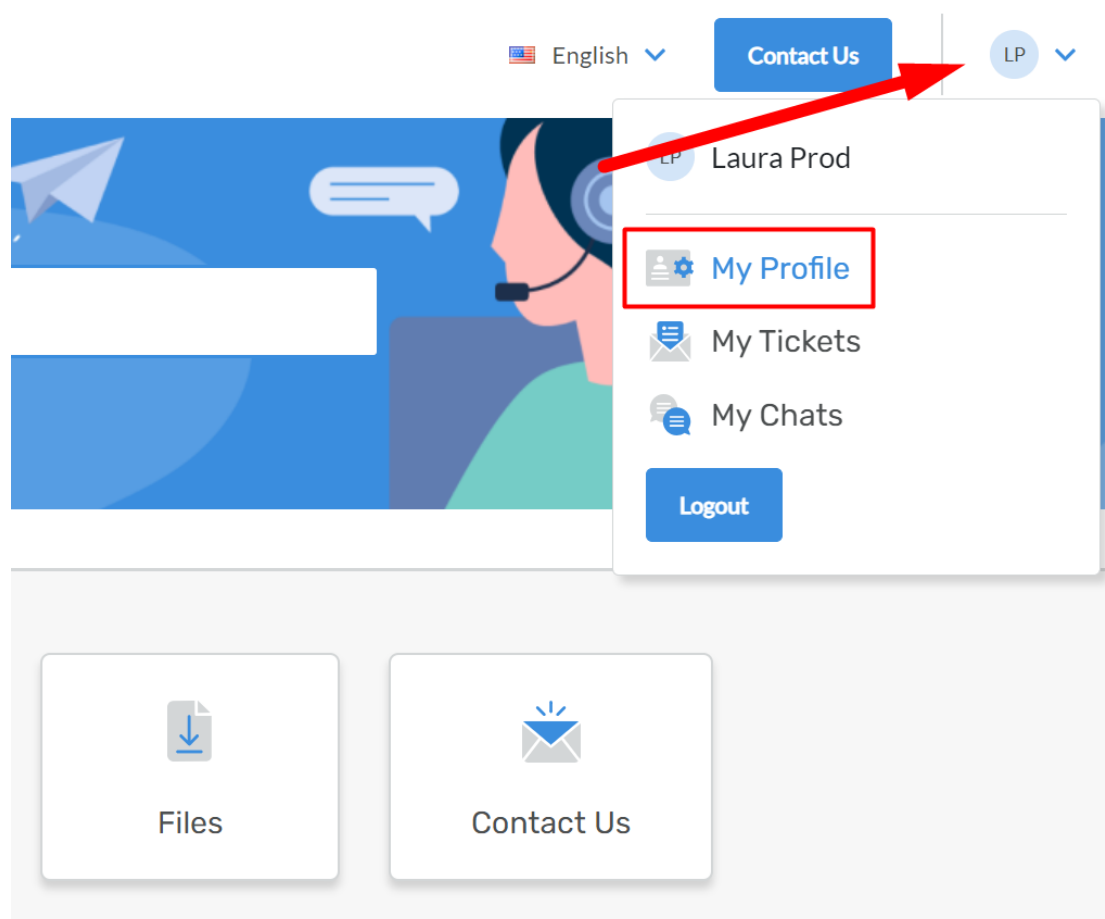 English
Contact Us
LP
LP
Laura Prod
My Profile
My Tickets
My Chats
Logout
Files
Contact Us